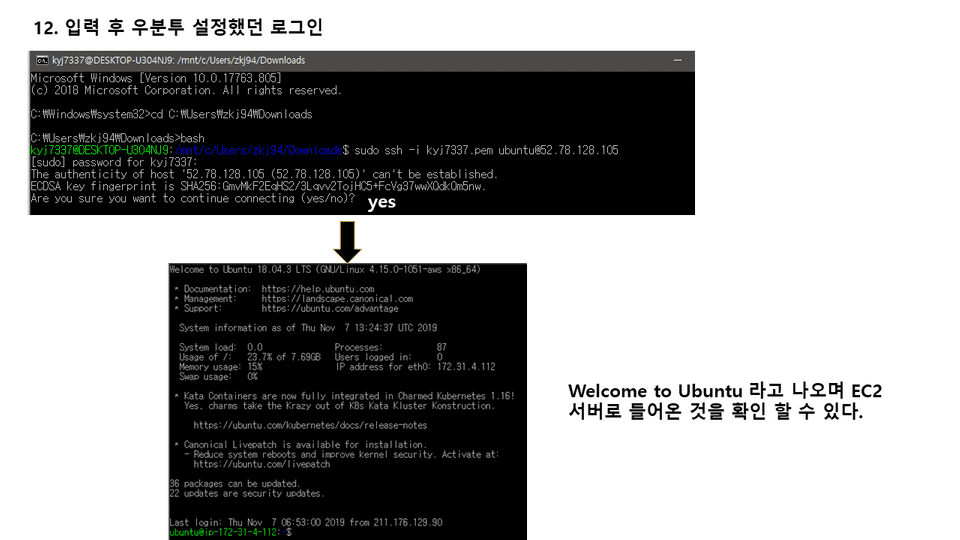 12. 입력 후 우분투 설정했던 로그인
kyj7337@DESKTOP-U304NJ9: /mnt/c/Users/zkj94/Downloads
Microsoft Windows [Version 10.0.17763.805]
(c) 2018 Microsoft Corporation. All rights reserved.
C:\Windows\system32>cd C:\Users\zkj94\Downloads
C:\Users\zkj94\Downloads>bash
kyj7337@DESKTOP-U304NJ9:/mnt/c/Users/zkj94/Downloads$ sudo ssh -i kyj7337.pem ubuntu@52.78.128.105
[sudo] password for kyj7337:
The authenticity of host '52.78.128.105 (52.78.128.105)' can't be established.
ECDSA key fingerprint is
Are you sure you want to continue connecting (yes/no)? yes
Welcome to Ubuntu 18.04.3 LTS (GNU/Linux 4.15.0-1051-aws x86_64)
* Documentation: https://help.ubuntu.com
* Management: https://landscape.canonical.com
* Support: https://ubuntu.com/advantage
System information as of Thu Nov 7 13:24:37 UTC 2019
System load: 0.0 Processes: 87
Usage of /: 23.7% of 7.69GB Users logged in: 0
Memory usage: 15% IP address for eth0: 172.31.4.112
Swap usage: 0%
* Kata Containers are now fully integrated in Charmed Kubernetes 1.16!
Yes, charms take the Krazy out of K8s Kata Kluster Konstruction.
https://ubuntu.com/kubernetes/docs/release-notes
* Canonical Livepatch is available for installation.
- Reduce system reboots and improve kernel security. Activate at:
https://ubuntu.com/livepatch
36 packages can be updated.
22 updates are security updates.
Last login: Thu Nov 7 06:53:00 2019 from 211.176.129.90
ubuntu@ip-172-31-4-112: $
Welcome to Ubuntu 라고 나오며 EC2
서버로 들어온 것을 확인 할 수 있다.